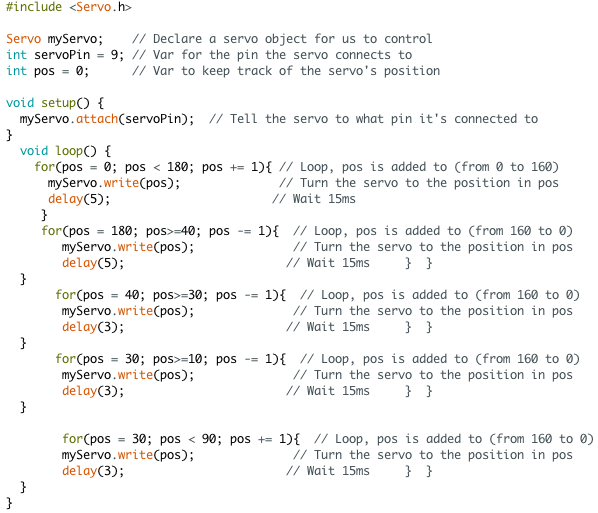 #include <Servo.h>

Servo myServo;    // Declare a servo object for us to control
int servoPin = 9; // Var for the pin the servo connects to
int pos = 0;      // Var to keep track of the servo's position

void setup() {
  myServo.attach(servoPin);  // Tell the servo to what pin it's connected to
}
  void loop() {
    for(pos = 0; pos < 180; pos += 1){ // Loop, pos is added to (from 0 to 160)
      myServo.write(pos);              // Turn the servo to the position in pos
      delay(5);                       // Wait 15ms
     }
     for(pos = 180; pos>=40; pos -= 1){  // Loop, pos is added to (from 160 to 0)
        myServo.write(pos);              // Turn the servo to the position in pos
        delay(5);                       // Wait 15ms     }  }
  }
       for(pos = 40; pos>=30; pos -= 1){  // Loop, pos is added to (from 160 to 0)
        myServo.write(pos);              // Turn the servo to the position in pos
        delay(3);                       // Wait 15ms     }  }
  }
       for(pos = 30; pos>=10; pos -= 1){  // Loop, pos is added to (from 160 to 0)
        myServo.write(pos);              // Turn the servo to the position in pos
        delay(3);                       // Wait 15ms     }  }
  }

        for(pos = 30; pos < 90; pos += 1){  // Loop, pos is added to (from 160 to 0)
        myServo.write(pos);              // Turn the servo to the position in pos
        delay(3);                       // Wait 15ms     }  }
  }
}